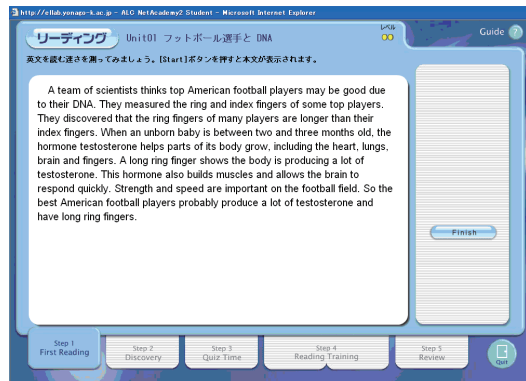 http://ellab.yonago-k.ac.jp - ALC NetAcademy2 Student - Microsoft Internet Explorer
リーディング Unit01 フットボール選手と DNA レベル Guide ?
英文を読む速さを測ってみましょう。[Start]ボタンを押すと本文が表示されます。
A team of scientists thinks top American football players may be good due
to their DNA. They measured the ring and index fingers of some top players.
They discovered that the ring fingers of many players are longer than their
index fingers. When an unborn baby is between two and three months old, the
hormone testosterone helps parts of its body grow, including the heart, lungs,
brain and fingers. A long ring finger shows the body is producing a lot of
testosterone. This hormone also builds muscles and allows the brain to
respond quickly. Strength and speed are important on the football field. So the
best American football players probably produce a lot of testosterone and
have long ring fingers.
Finish
Step 1
First Reading
Step 2
Discovery
Step 3
Quiz Time
Step 4
Reading Training
Step 5
Review
Quit